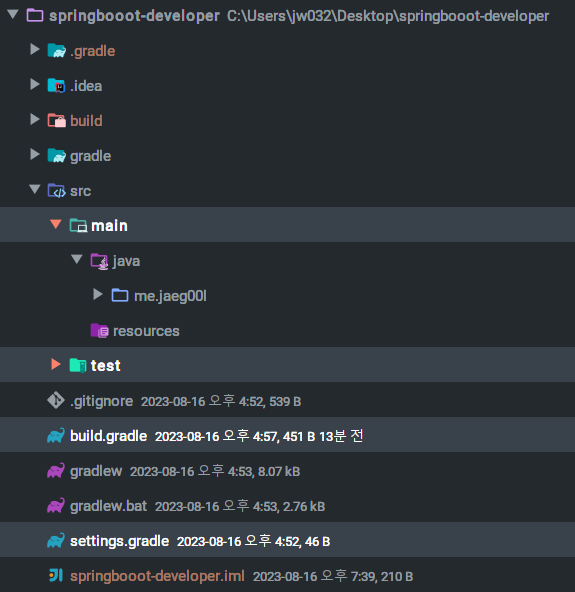 springbooot-developer C:\Users\jw032\Desktop\springbooot-developer
.gradle
.idea
build
gradle
src
main
java
me.jaeg00l
resources
test
.gitignore 2023-08-16 오후 4:52, 539 B
build.gradle 2023-08-16 오후 4:57, 451 B 13분 전
gradlew 2023-08-16 오후 4:53, 8.07 kB
gradlew.bat 2023-08-16 오후 4:53, 2.76 kB
settings.gradle 2023-08-16 오후 4:52, 46 B
springbooot-developer.iml 2023-08-16 오후 7:39, 210 B